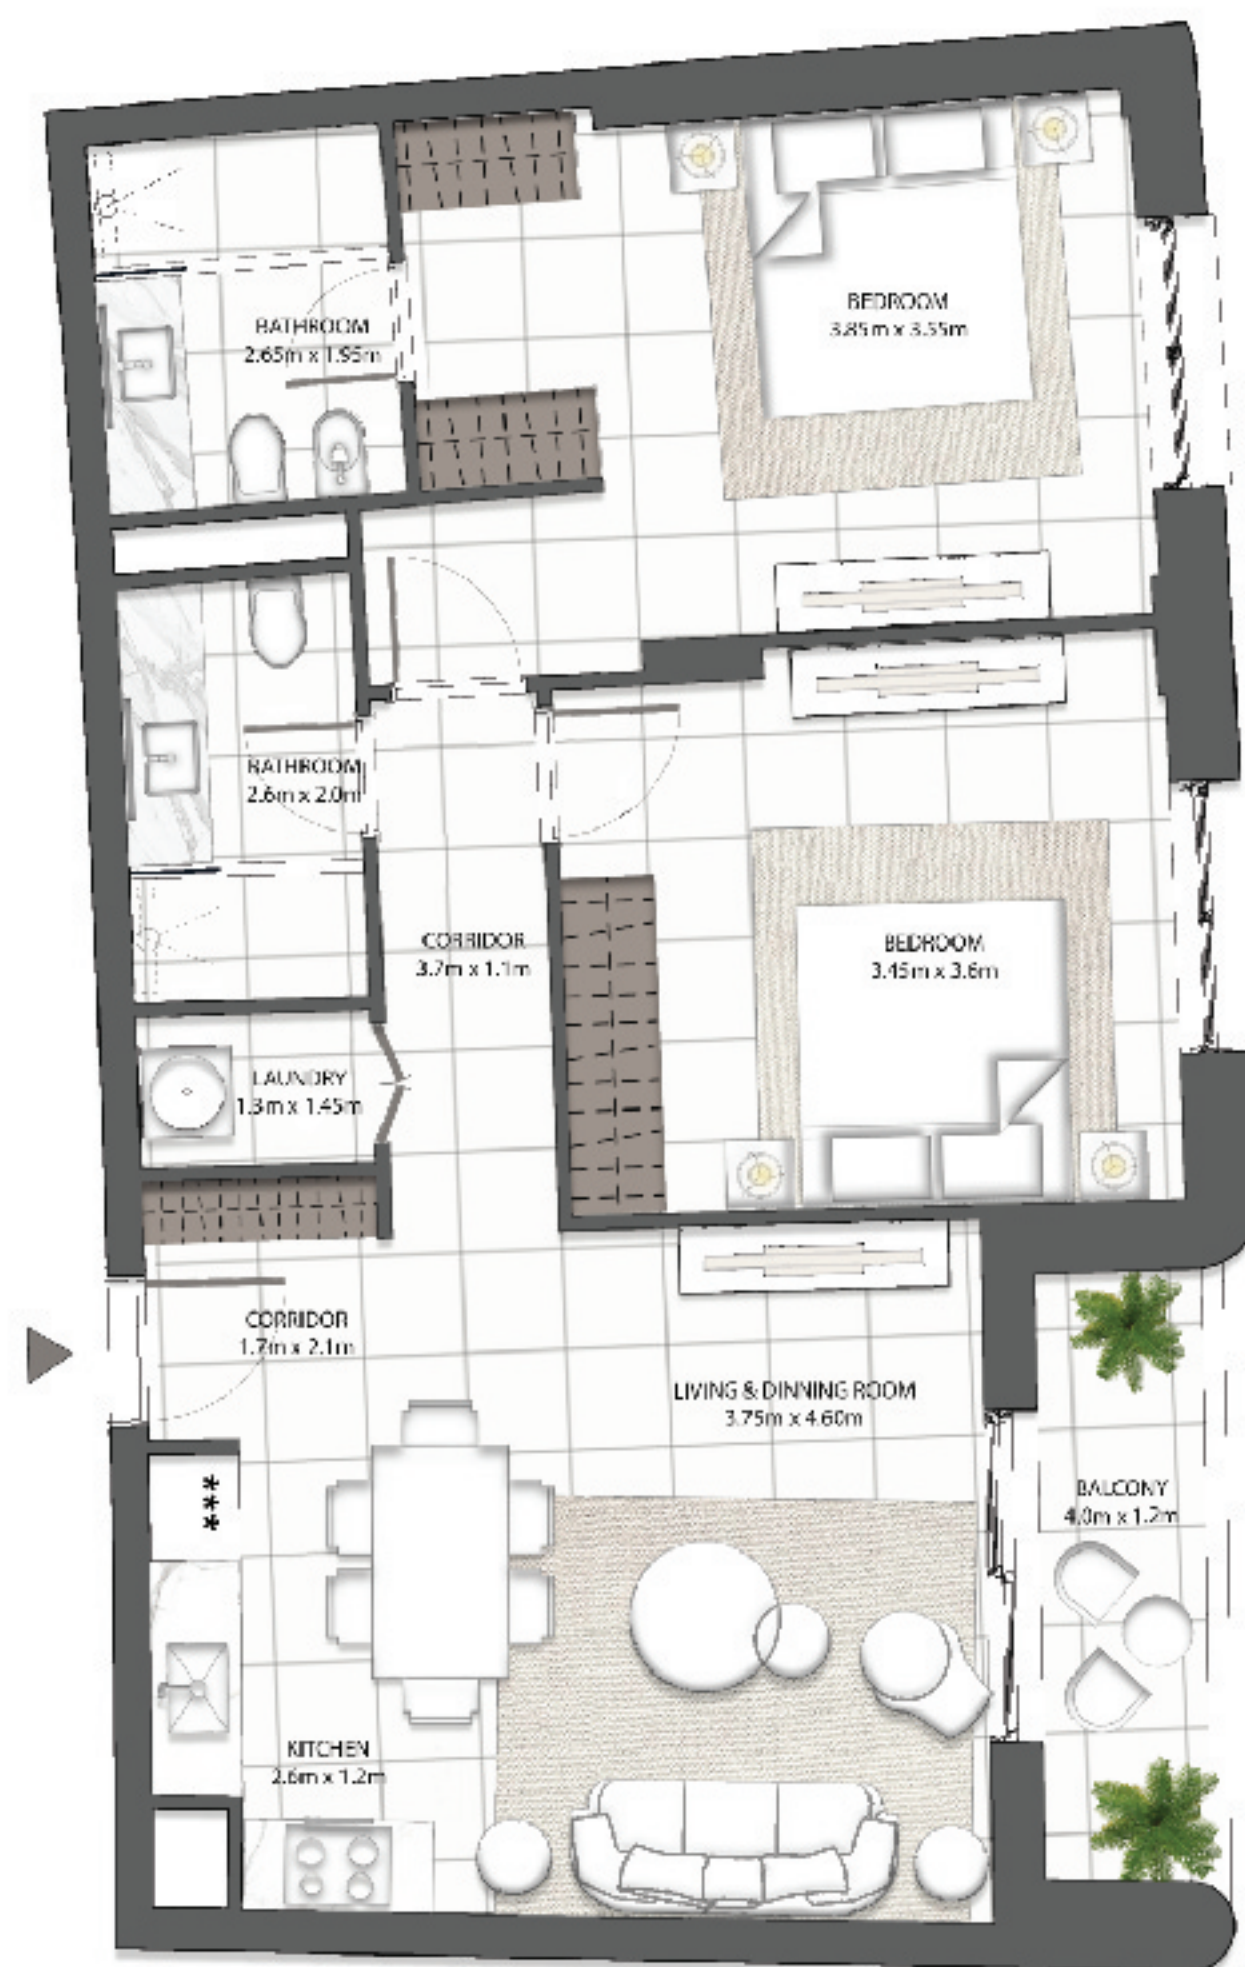 BEDROOM
3.85m x 3.55m
BATHROOM
2.65m x 1.95m
BATHROOM
2.6m x 2.0m
CORRIDOR
3.7m x 1.1m
BEDROOM
3.45m x 3.6m
LAUNDRY
1.3m x 1.45m
CORRIDOR
1.7m x 2.1m
LIVING & DINNING ROOM
3.75m x 4.60m
BALCONY
4.0m x 1.2m
***
KITCHEN
2.6m x 1.2m